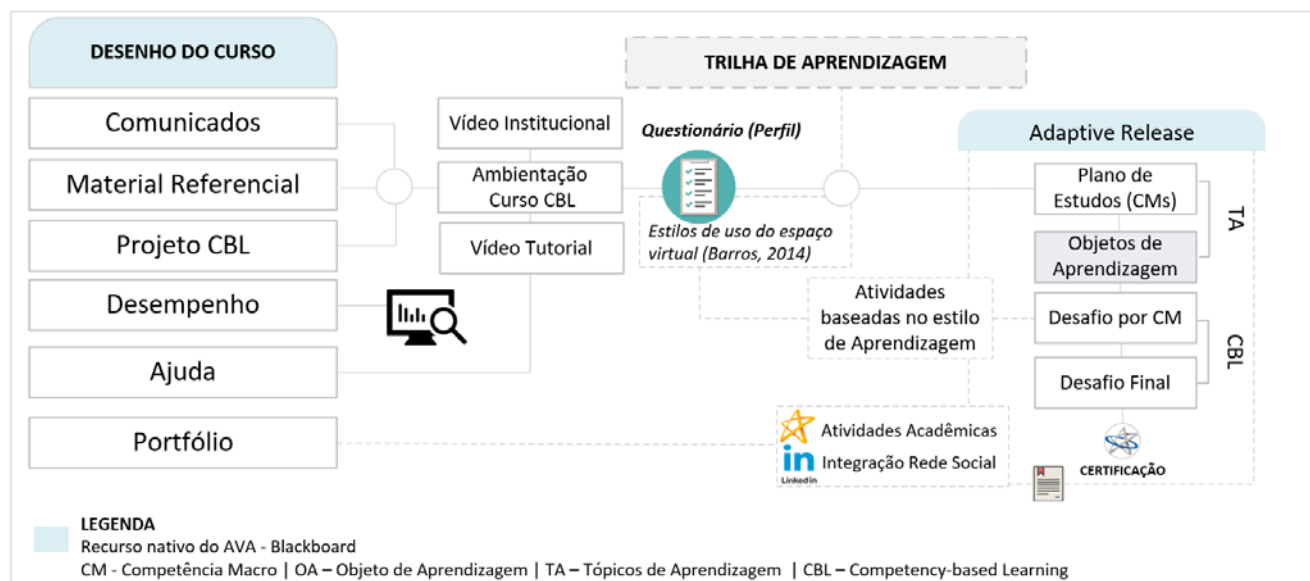 DESENHO DO CURSO
Comunicados
Material Referencial
Projeto CBL
Desempenho
Ajuda
Portfólio
Vídeo Institucional
Ambientação
Curso CBL
Vídeo Tutorial
TRILHA DE APRENDIZAGEM
Questionário (Perfil)
Estilos de uso do espaço
virtual (Barros, 2014)
Atividades
baseadas no estilo
de Aprendizagem
Atividades Acadêmicas
in
Linkedin
Integração Rede Social
Adaptive Release
Plano de
Estudos (CMs)
Objetos de
Aprendizagem
TA
Desafio por CM
Desafio Final
CBL
CERTIFICAÇÃO
LEGENDA
Recurso nativo do AVA - Blackboard
CM - Competência Macro | OA – Objeto de Aprendizagem | TA – Tópicos de Aprendizagem | CBL – Competency-based Learning